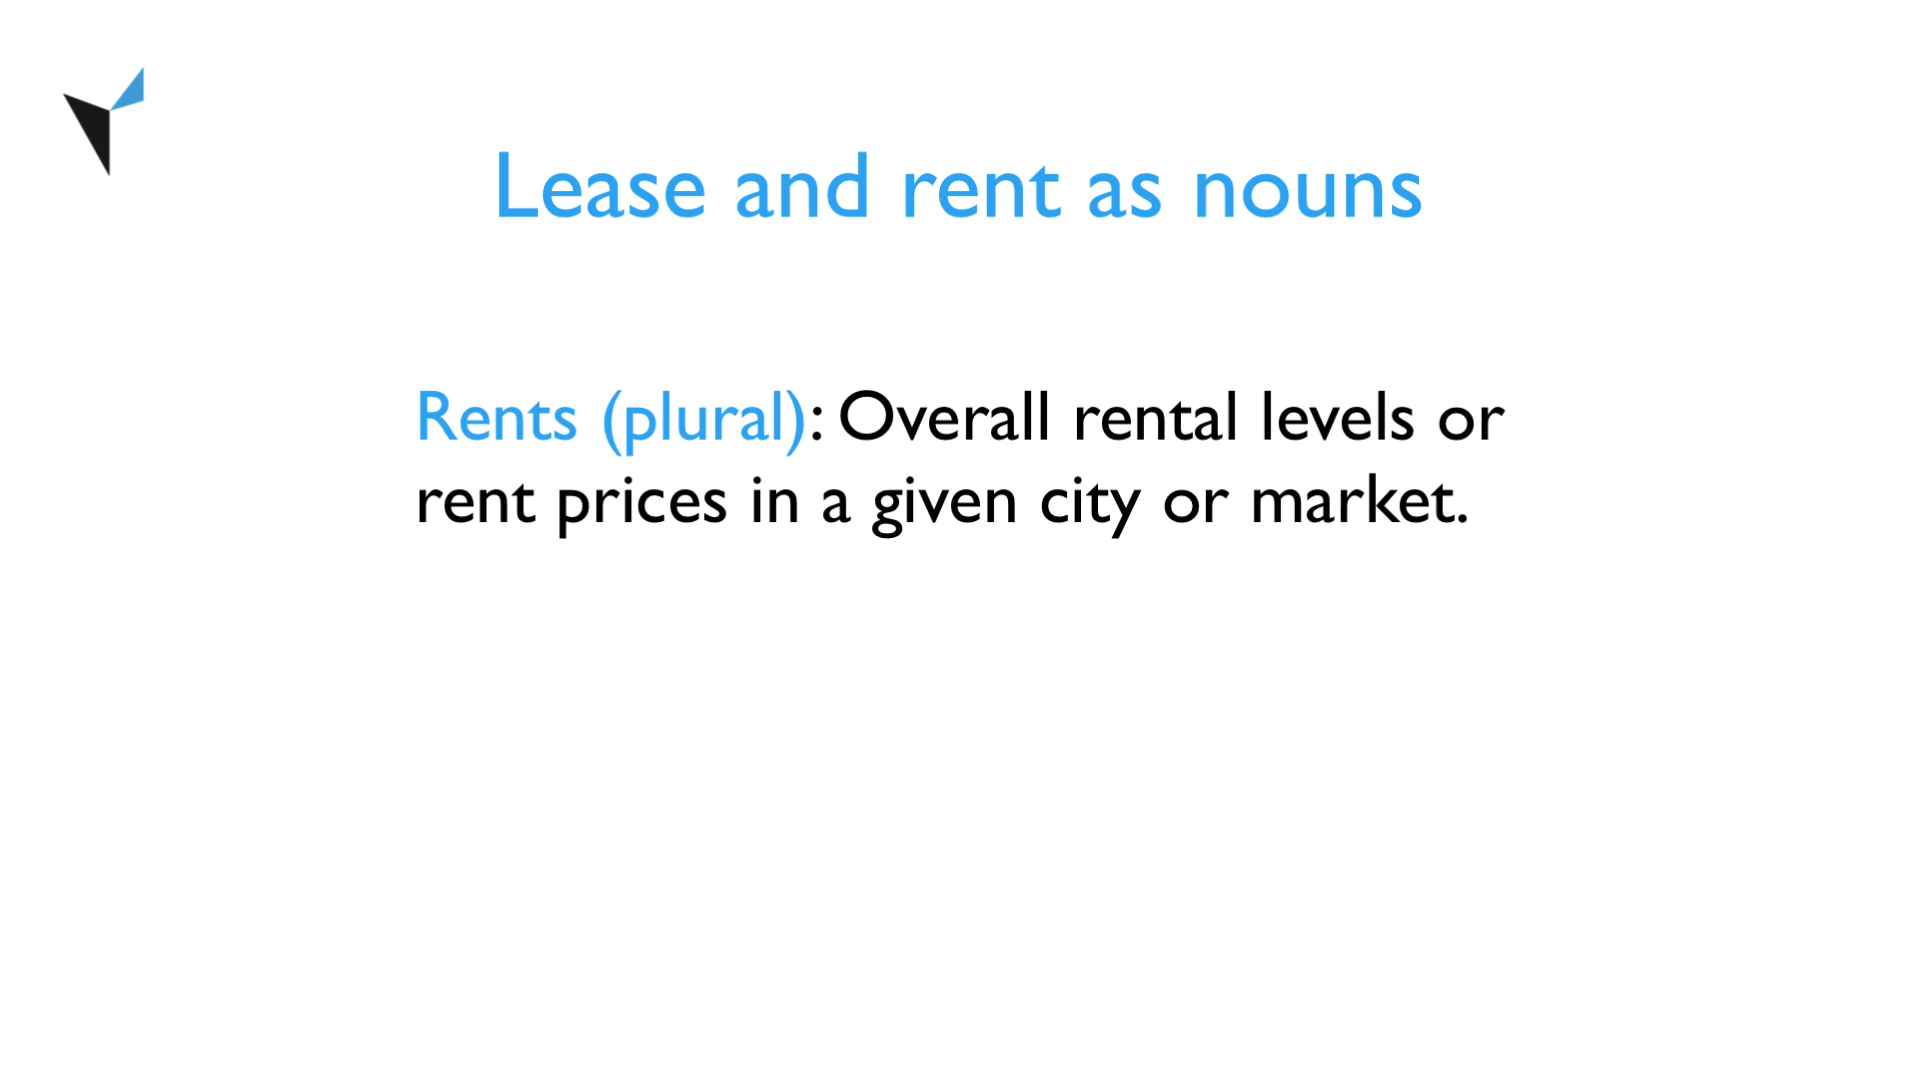 Lease and rent as nouns
Rents (plural): Overall rental levels or
rent prices in a given city or market.